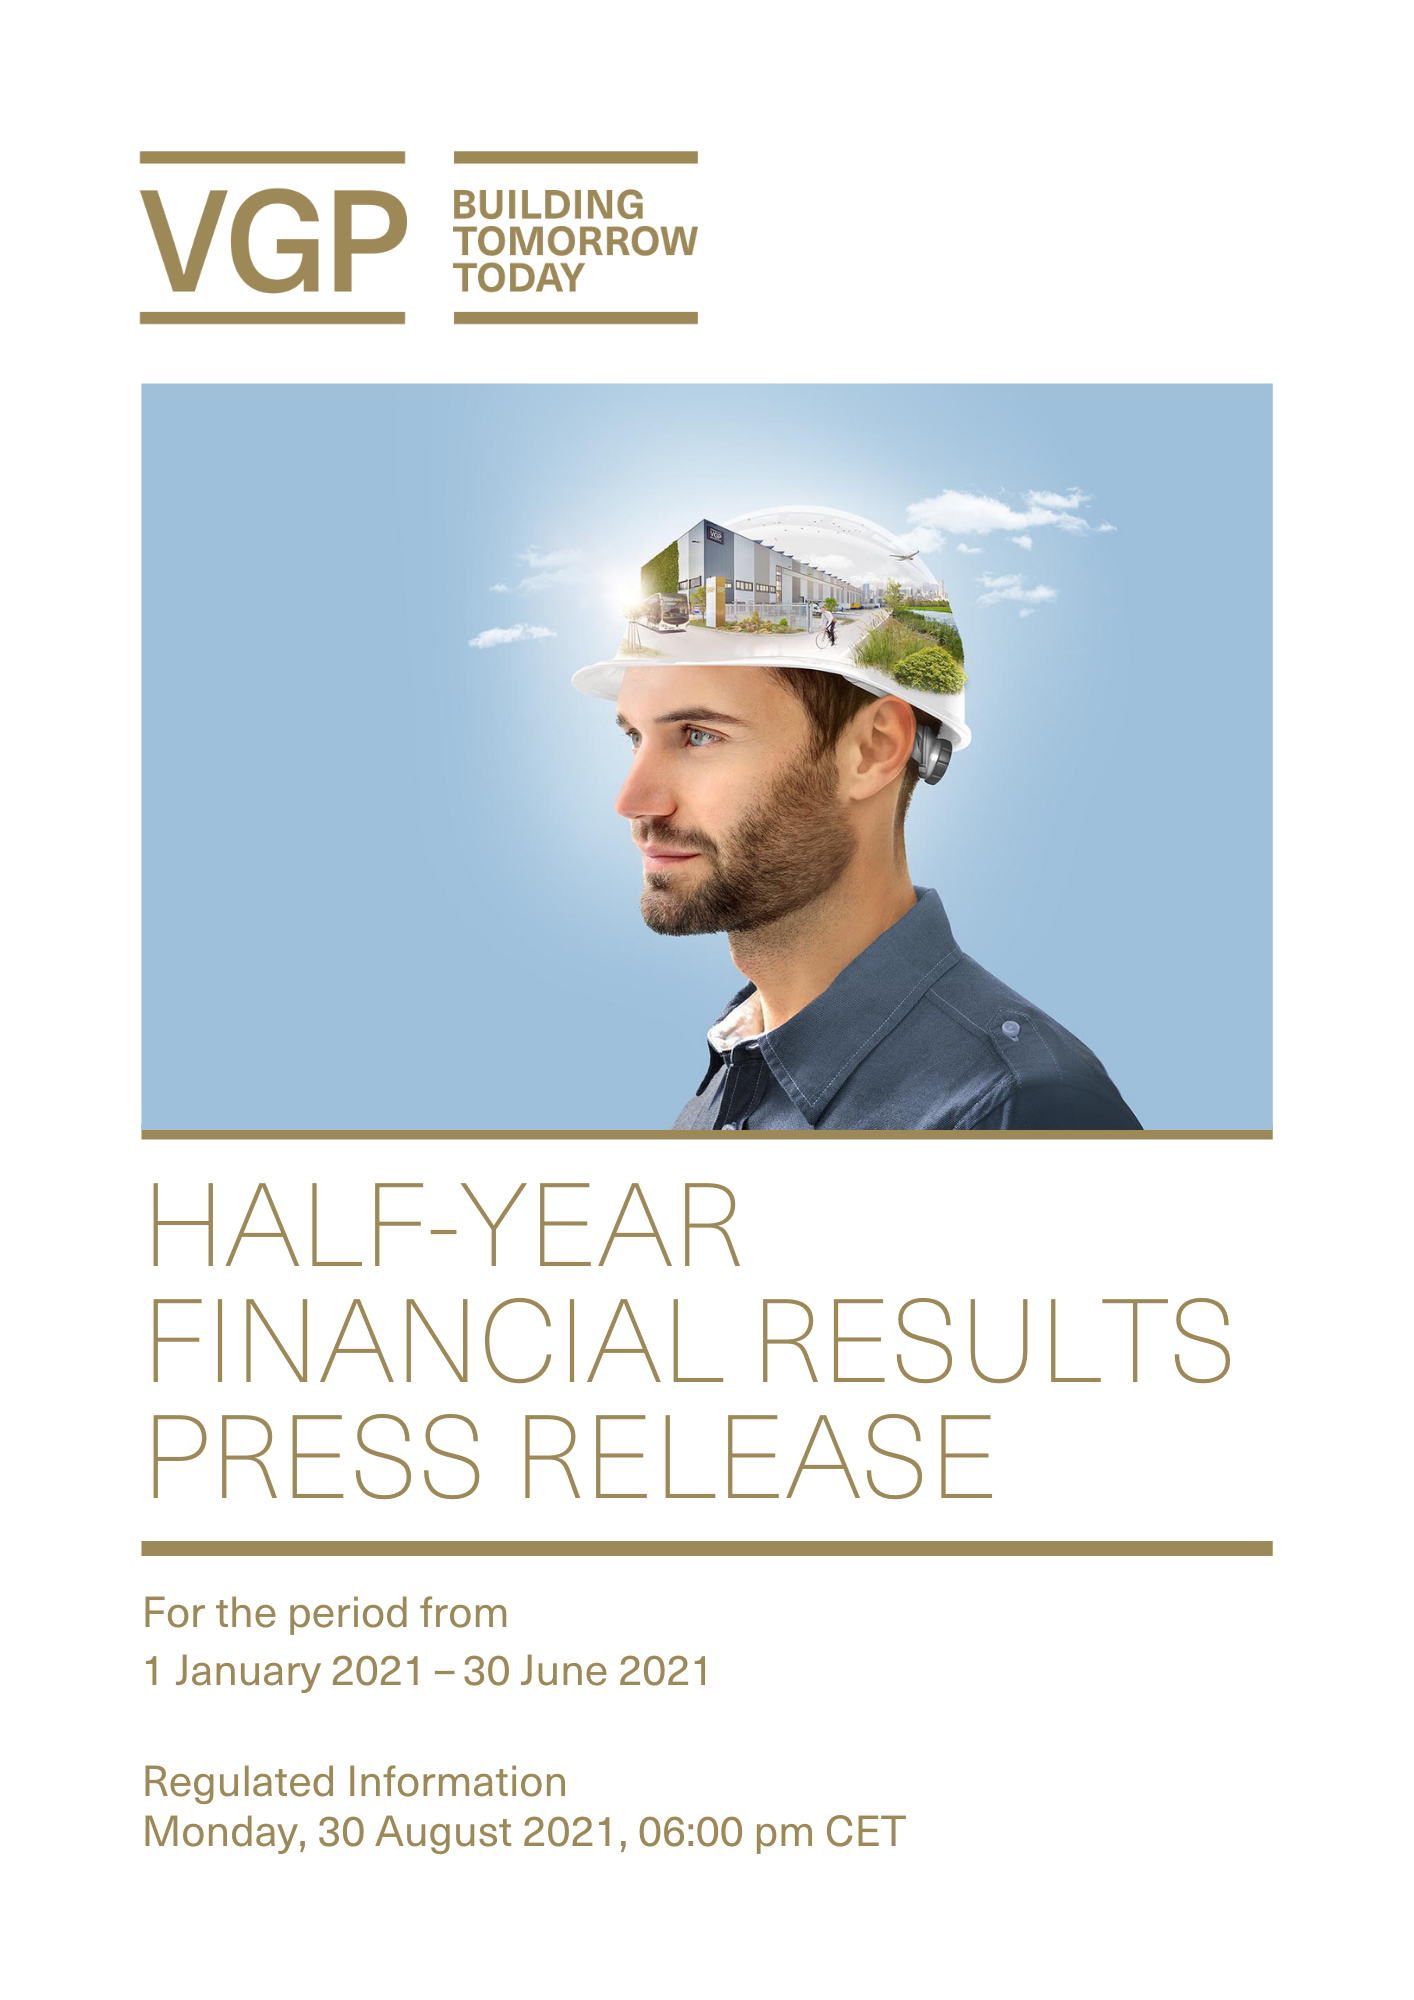 VGP
BUILDING
TOMORROW
TODAY
VGP
HALF-YEAR
FINANCIAL RESULTS
PRESS RELEASE
For the period from
1 January 2021 – 30 June 2021
Regulated Information
Monday, 30 August 2021, 06:00 pm CET